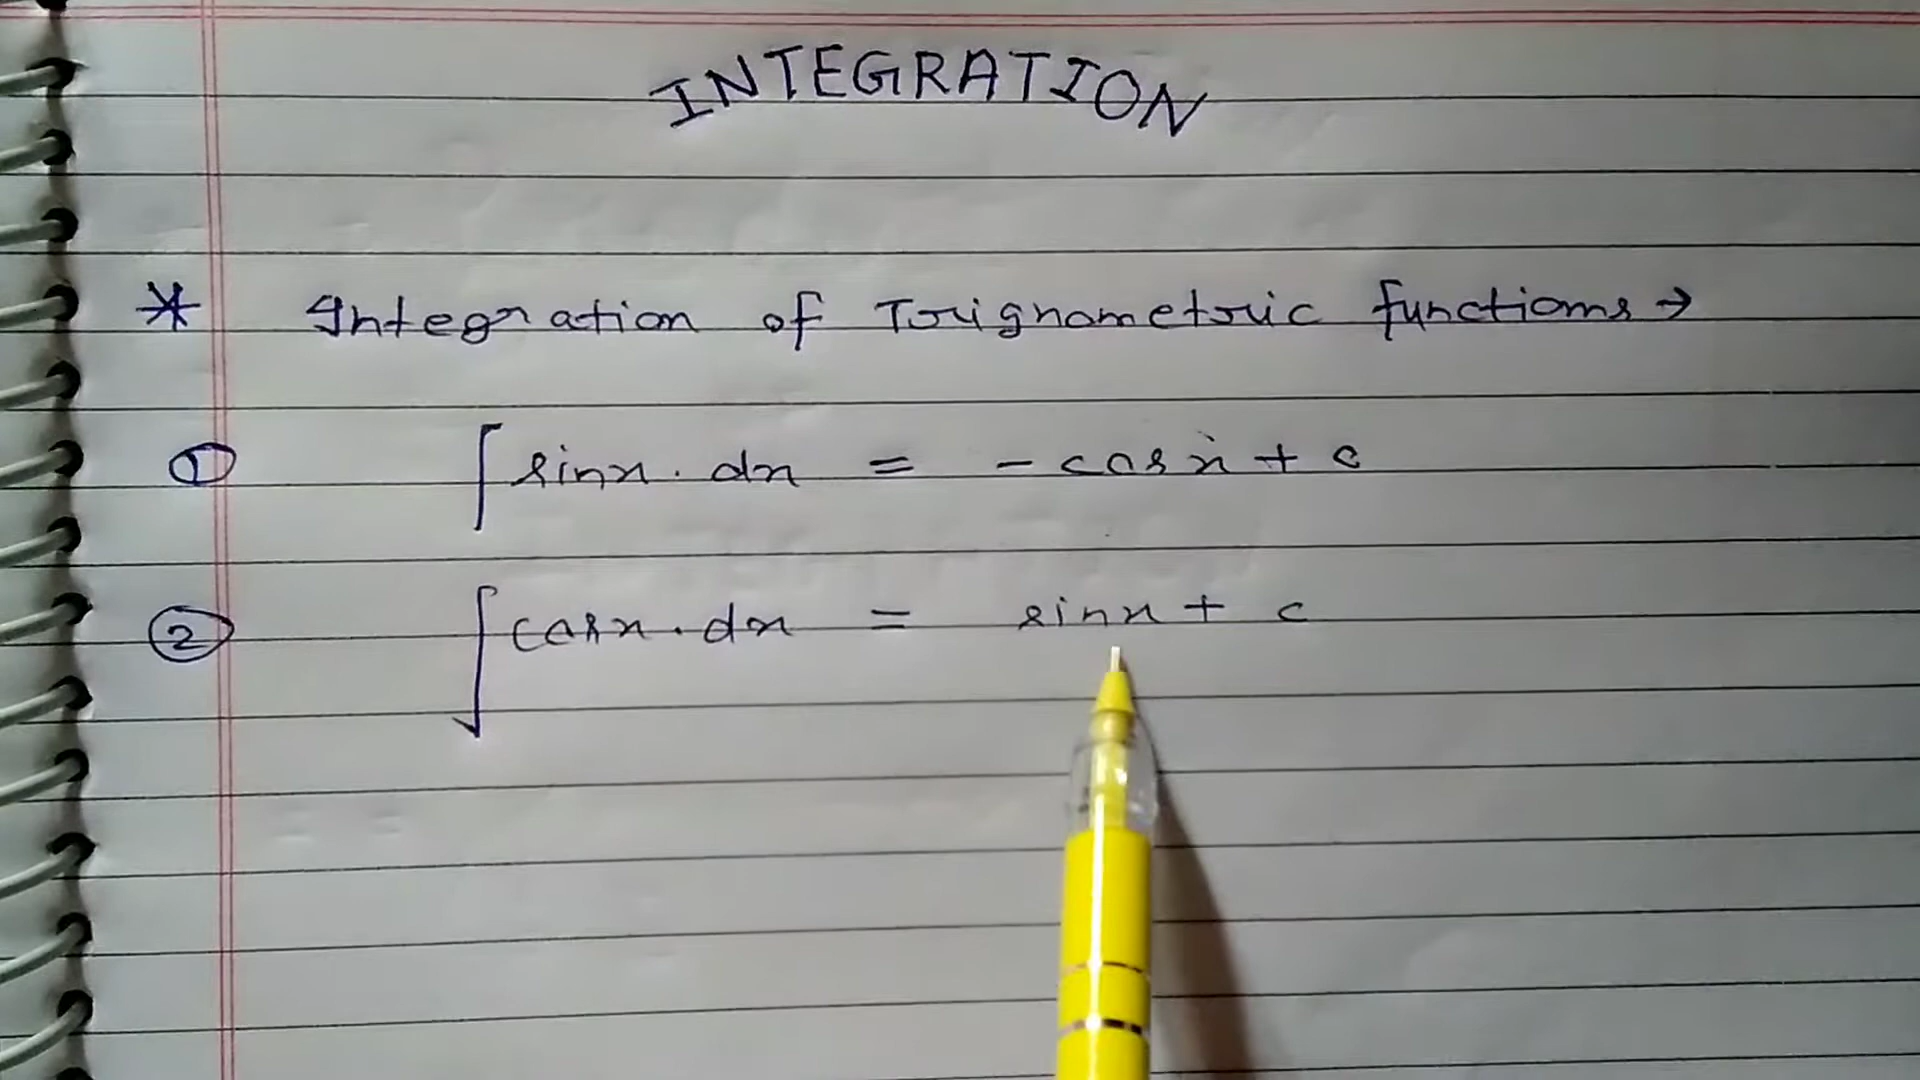 INTEGRATION
* Integration of Trignometric functions →
① ∫ sinx . dx = - cosx + c
② ∫ cosx . dx = sinx + c